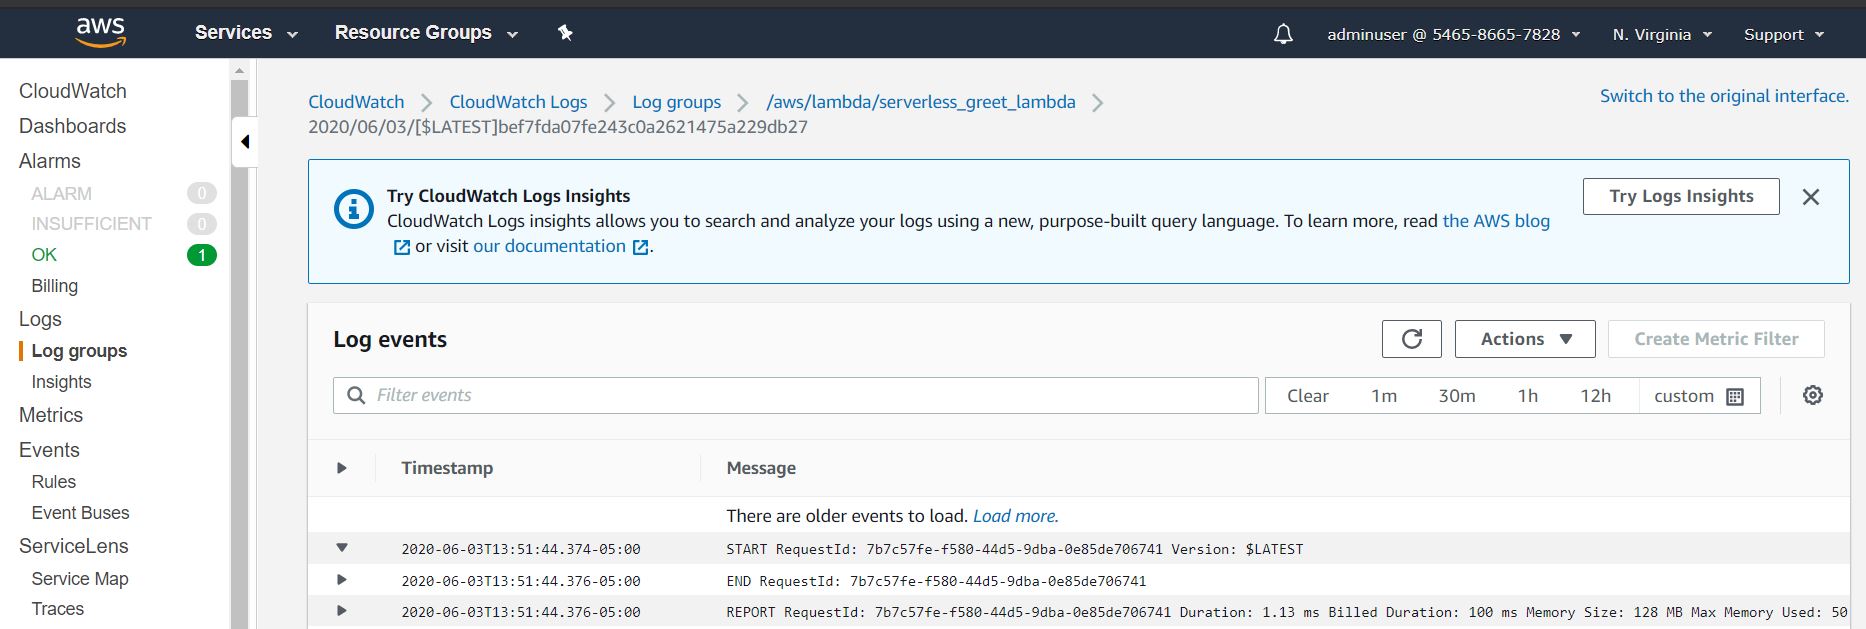 aws
Services
Resource Groups
adminuser @ 5465-8665-7828
N. Virginia
Support
CloudWatch
Dashboards
Alarms
ALARM 0
INSUFFICIENT 0
OK 1
Billing
Logs
Log groups
Insights
Metrics
Events
Rules
Event Buses
ServiceLens
Service Map
Traces
CloudWatch
CloudWatch Logs
Log groups
/aws/lambda/serverless_greet_lambda
2020/06/03/[$LATEST]bef7fda07fe243c0a2621475a229db27
Switch to the original interface.
Try CloudWatch Logs Insights
CloudWatch Logs insights allows you to search and analyze your logs using a new, purpose-built query language. To learn more, read the AWS blog
or visit our documentation .
Try Logs Insights
Log events
Actions
Create Metric Filter
Filter events
Clear 1m 30m 1h 12h custom
Timestamp Message
There are older events to load. Load more.
2020-06-03T13:51:44.374-05:00 START RequestId: 7b7c57fe-f580-44d5-9dba-0e85de706741 Version: $LATEST
2020-06-03T13:51:44.376-05:00 END RequestId: 7b7c57fe-f580-44d5-9dba-0e85de706741
2020-06-03T13:51:44.376-05:00 REPORT RequestId: 7b7c57fe-f580-44d5-9dba-0e85de706741 Duration: 1.13 ms Billed Duration: 100 ms Memory Size: 128 MB Max Memory Used: 50